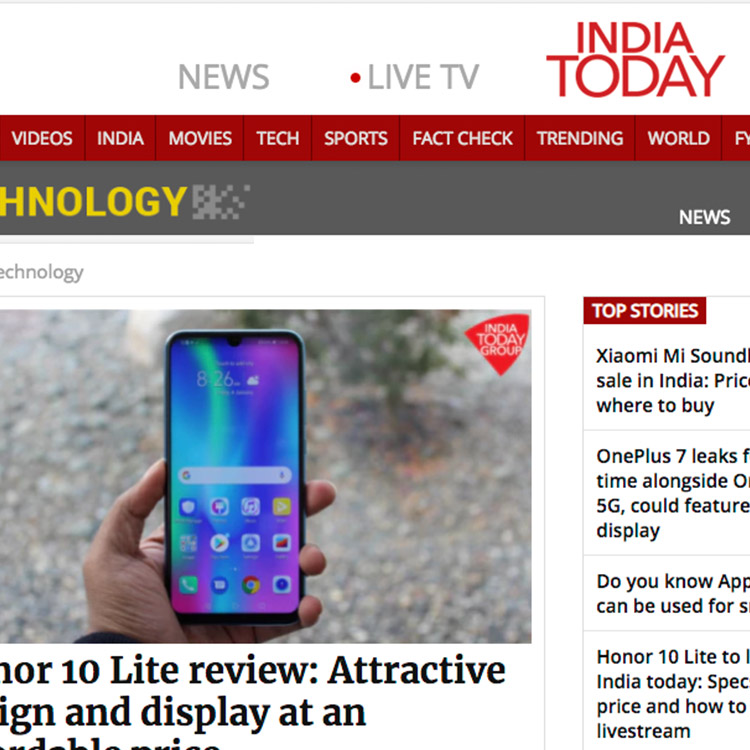 NEWS
LIVE TV
INDIA
TODAY
VIDEOS INDIA MOVIES TECH SPORTS FACT CHECK TRENDING WORLD FY
HNOLOGY
NEWS
echnology
INDIA
TODAY
GROUP
8:26
nor 10 Lite review: Attractive
ign and display at an
ordable price
TOP STORIES
Xiaomi Mi Sound
sale in India: Pric
where to buy
OnePlus 7 leaks f
time alongside O
5G, could feature
display
Do you know App
can be used for s
Honor 10 Lite to l
India today: Spec
price and how to
livestream